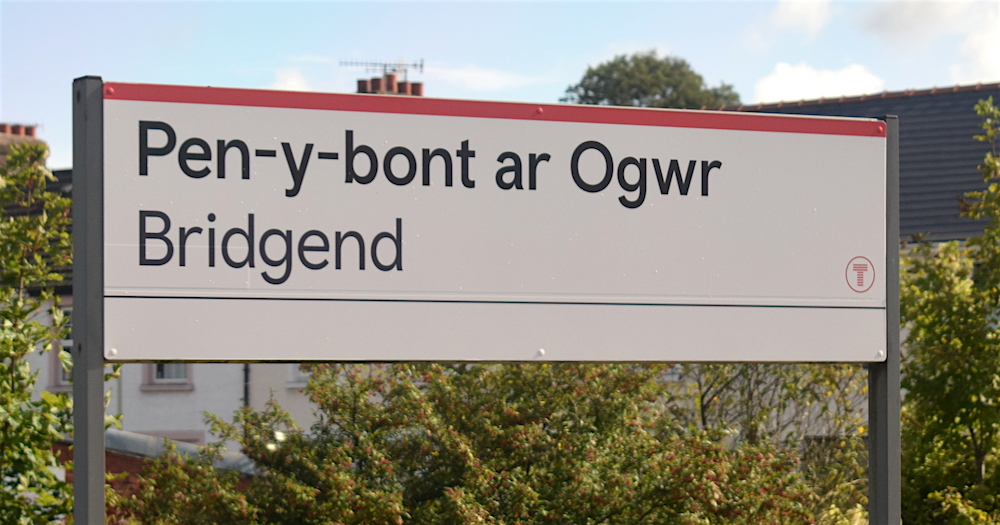 Pen-y-bont ar Ogwr
Bridgend
T